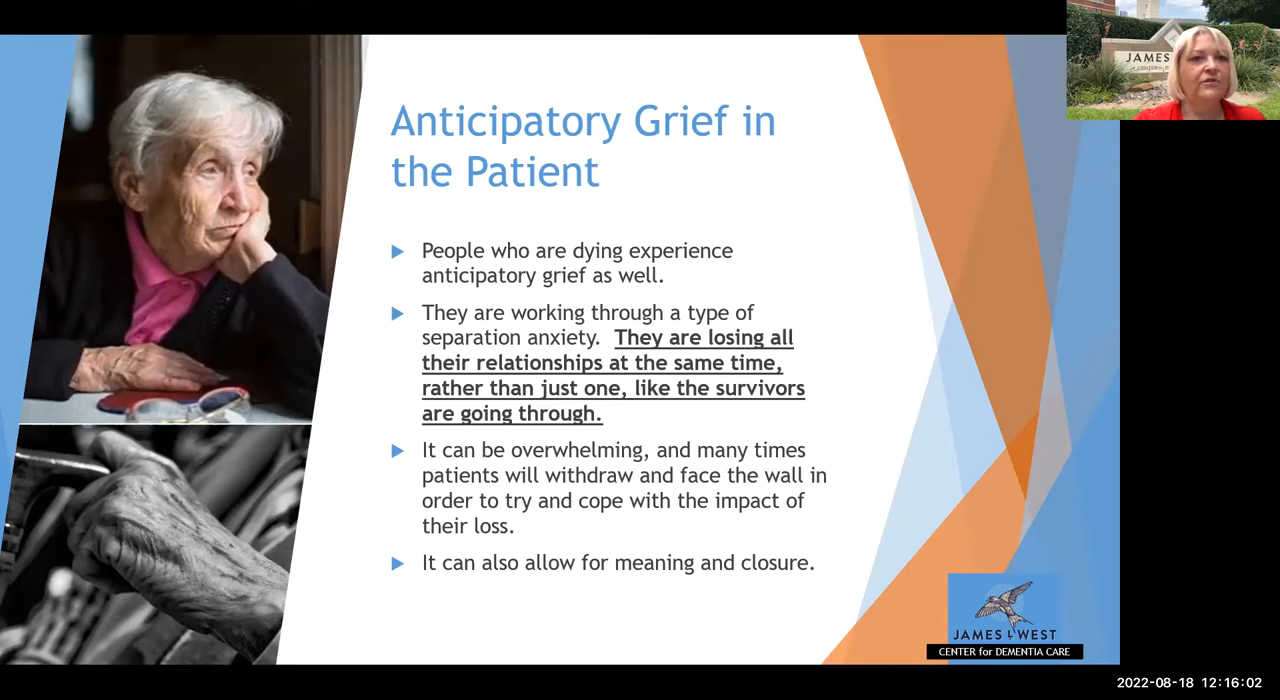 Anticipatory Grief in
the Patient
People who are dying experience
anticipatory grief as well.
They are working through a type of
separation anxiety.  They are losing all
their relationships at the same time,
rather than just one, like the survivors
are going through.
It can be overwhelming, and many times
patients will withdraw and face the wall in
order to try and cope with the impact of
their loss.
It can also allow for meaning and closure.
JAMES
JAMES L WEST
CENTER for DEMENTIA CARE
2022-08-18 12:16:02